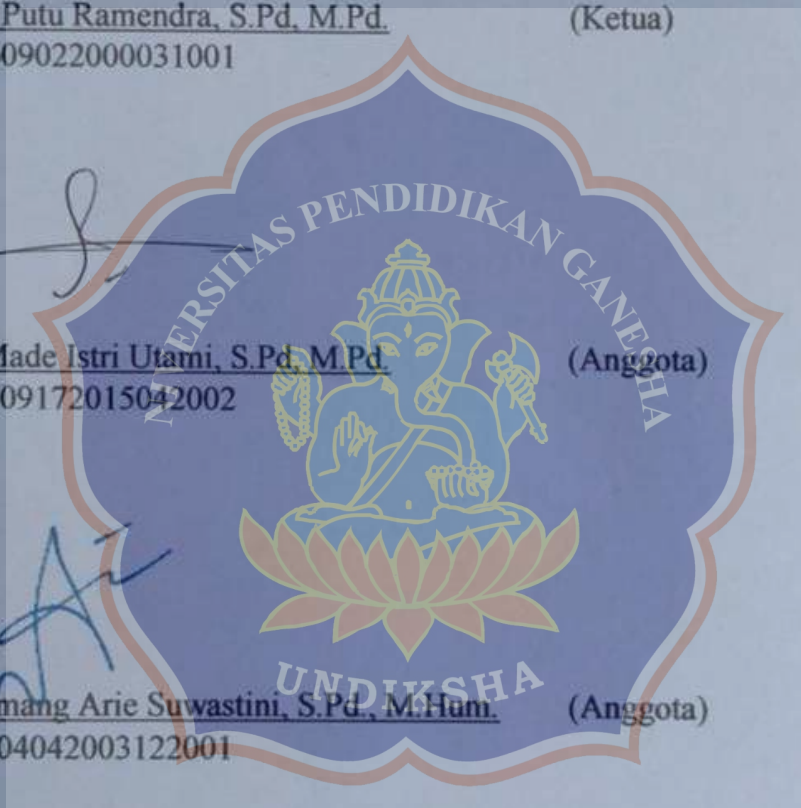 Putu Ramendra, S.Pd, M.Pd. (Ketua)
09022000031001
UNIVERSITAS PENDIDIKAN GANESHA
Made Istri Utami, S.Pd, M.Pd. (Anggota)
09172015042002
UNDIKSHA
mang Arie Suwastini, S.Pd., M.Hum. (Anggota)
04042003122001